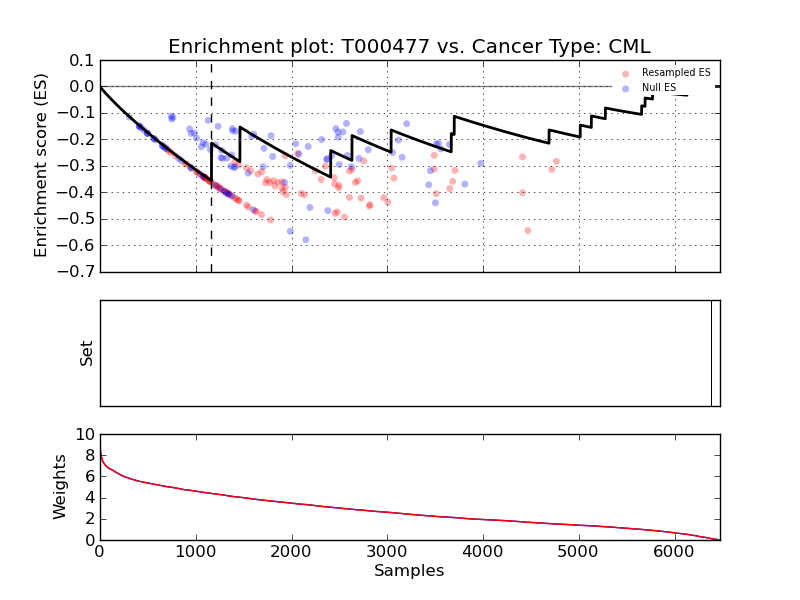 Enrichment plot: T000477 vs. Cancer Type: CML
Enrichment score (ES)
0.1
0.0
−0.1
−0.2
−0.3
−0.4
−0.5
−0.6
−0.7
Resampled ES
Null ES
Set
Weights
10
8
6
4
2
0
0 1000 2000 3000 4000 5000 6000
Samples